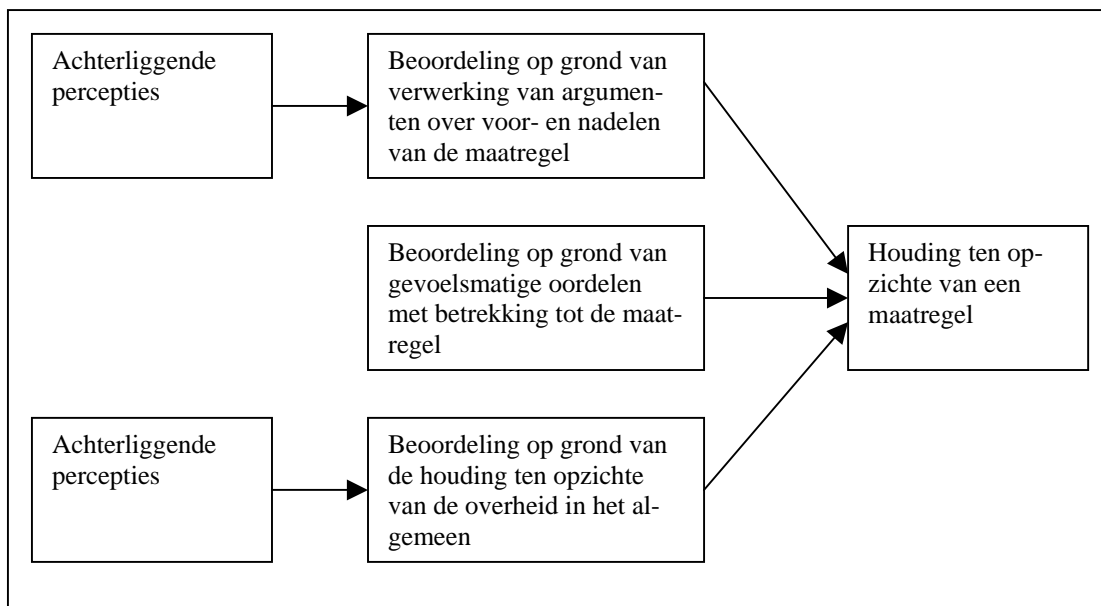 Achterliggende
percepties
Beoordeling op grond van
verwerking van argumen-
ten over voor- en nadelen
van de maatregel
Beoordeling op grond van
gevoelsmatige oordelen
met betrekking tot de maat-
regel
Houding ten op-
zichte van een
maatregel
Achterliggende
percepties
Beoordeling op grond van
de houding ten opzichte
van de overheid in het al-
gemeen